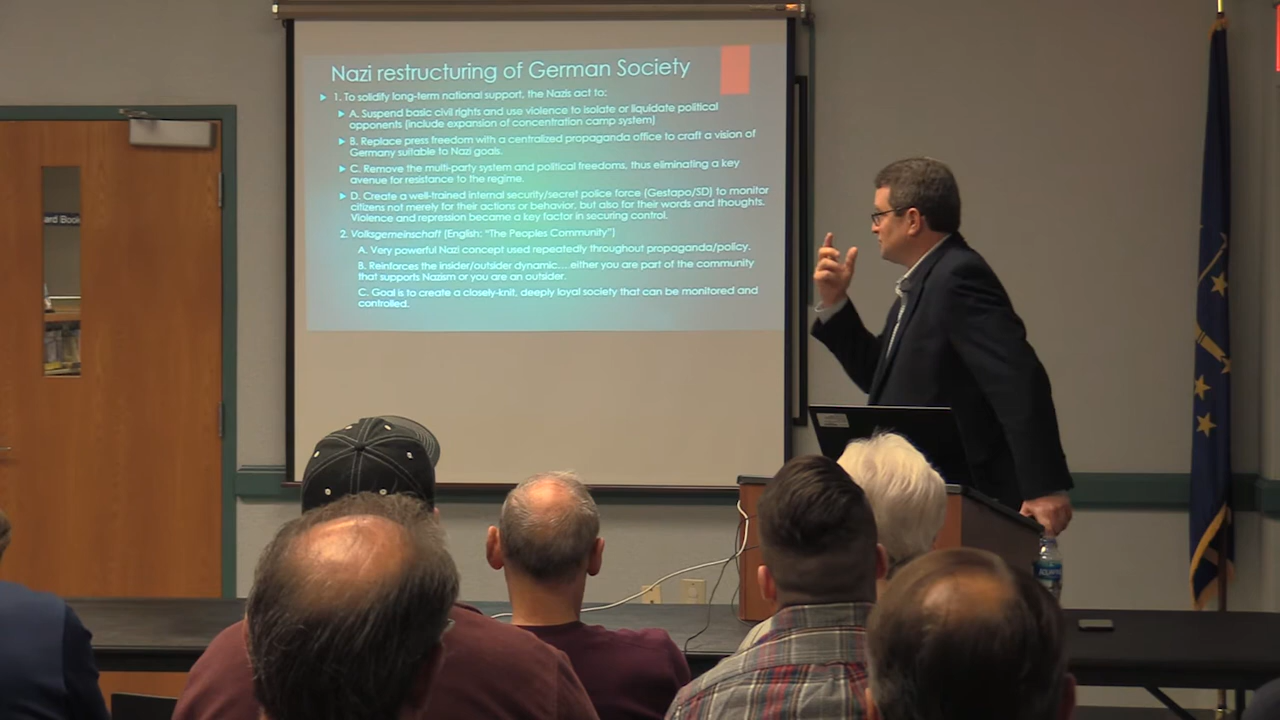 Nazi restructuring of German Society
1. To solidify long-term national support, the Nazis act to:
A. Suspend basic civil rights and use violence to isolate or liquidate political
opponents (include expansion of concentration camp system)
B. Replace press freedom with a centralized propaganda office to craft a vision of
Germany suitable to Nazi goals.
C. Remove the multi-party system and political freedoms, thus eliminating a key
avenue for resistance to the regime.
D. Create a well-trained internal security/secret police force (Gestapo/SD) to monitor
citizens not merely for their actions or behavior, but also for their words and thoughts.
Violence and repression became a key factor in securing control.
2. Volksgemeinschaft (English: "The Peoples Community")
A. Very powerful Nazi concept used repeatedly throughout propaganda/policy.
B. Reinforces the insider/outsider dynamic… either you are part of the community
that supports Nazism or you are an outsider.
C. Goal is to create a closely-knit, deeply loyal society that can be monitored and
controlled.
ard Book